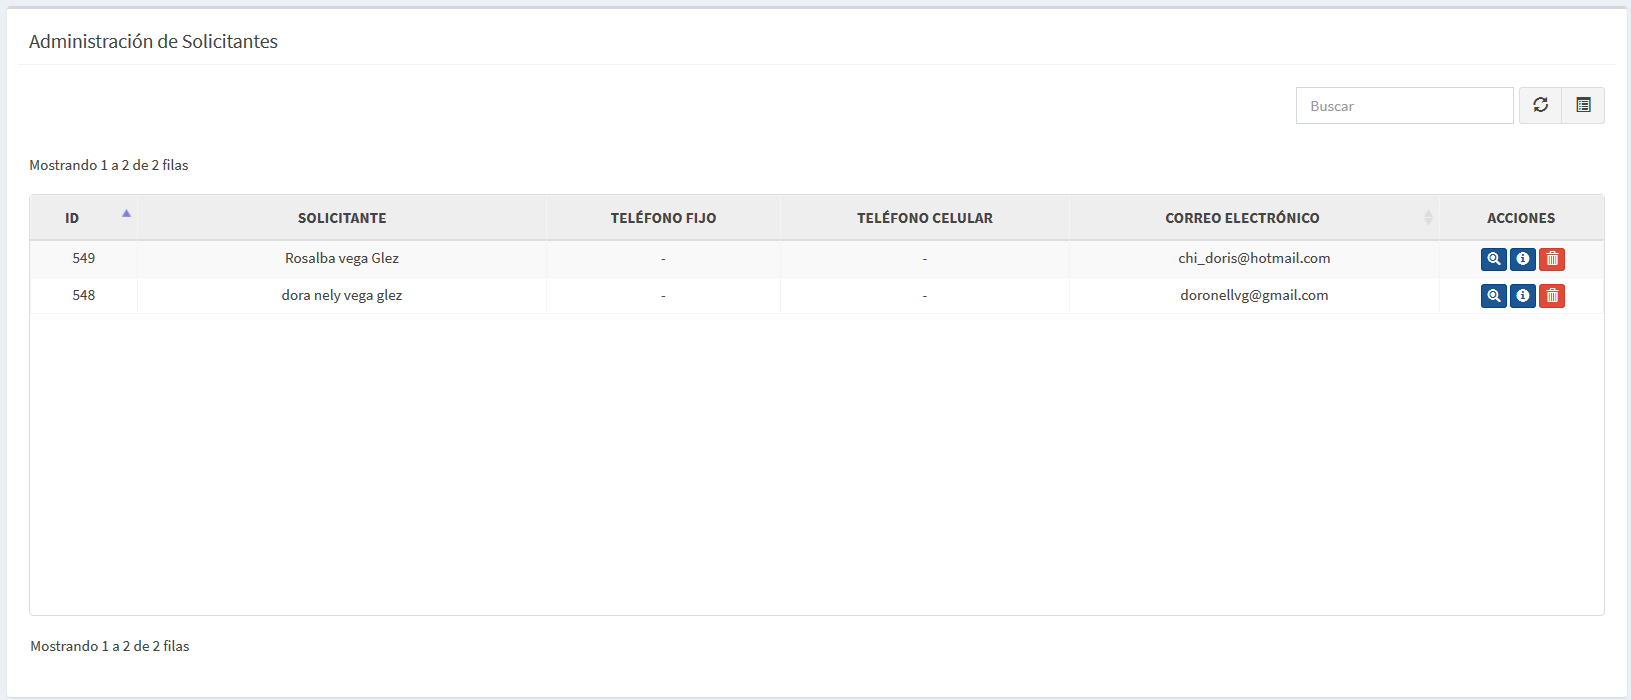 Administración de Solicitantes
Buscar
Mostrando 1 a 2 de 2 filas
ID SOLICITANTE TELÉFONO FIJO TELÉFONO CELULAR CORREO ELECTRÓNICO ACCIONES
549 Rosalba vega Glez - - chi_doris@hotmail.com
548 dora nely vega glez - - doronellvg@gmail.com
Mostrando 1 a 2 de 2 filas